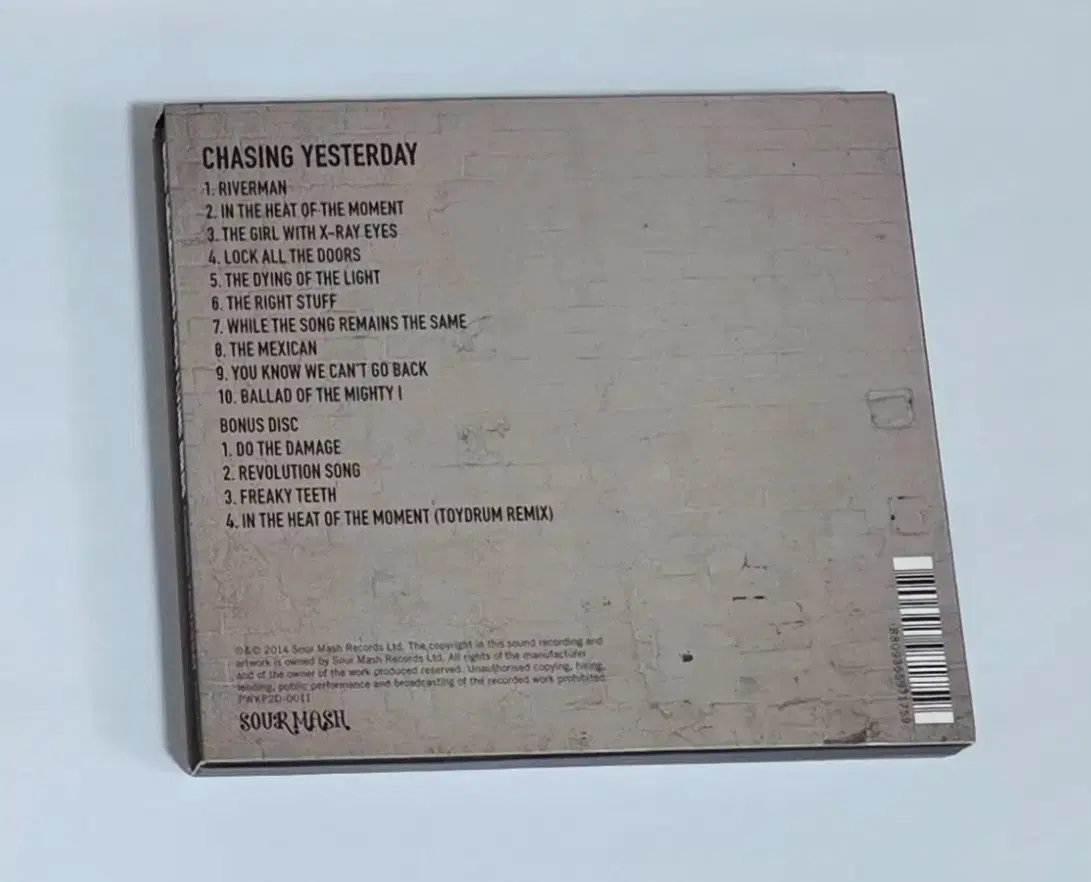 CHASING YESTERDAY
1. RIVERMAN
2. IN THE HEAT OF THE MOMENT
3. THE GIRL WITH X-RAY EYES
4. LOCK ALL THE DOORS
5. THE DYING OF THE LIGHT
6. THE RIGHT STUFF
7. WHILE THE SONG REMAINS THE SAME
8. THE MEXICAN
9. YOU KNOW WE CAN'T GO BACK
10. BALLAD OF THE MIGHTY I
BONUS DISC
1. DO THE DAMAGE
2. REVOLUTION SONG
3. FREAKY TEETH
4. IN THE HEAT OF THE MOMENT (TOYDRUM REMIX)
℗&© 2014 Sour Mash Records Ltd. The copyright in this sound recording and
artwork is owned by Sour Mash Records Ltd. All rights of the manufacturer
and of the owner of the work produced reserved. Unauthorised copying, hiring,
lending, public performance and broadcasting of the recorded work prohibited.
PWKP2D-0011
SOUR MASH